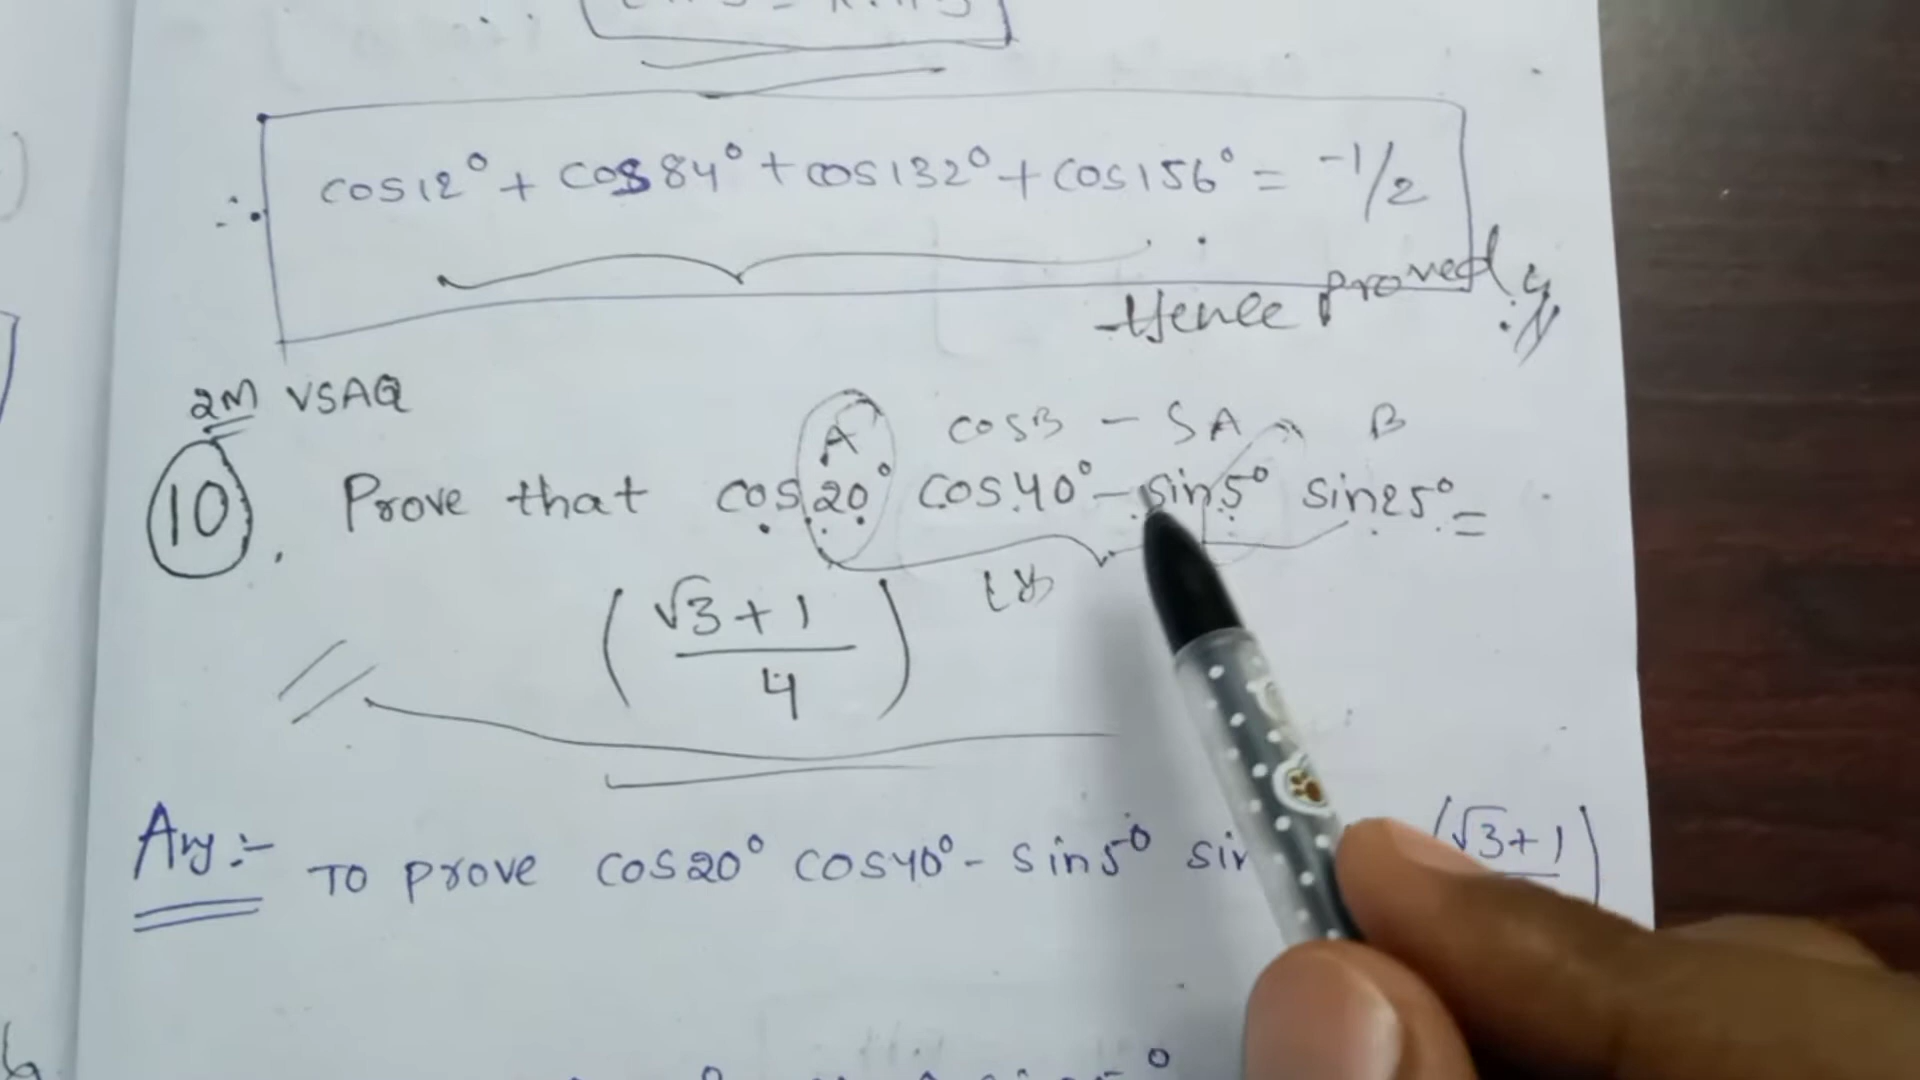 ∴ cos12° + cos84° + cos132° + cos156° = -1/2
Hence proved
2M VSAQ
A cosB - SA B
10. Prove that cos20° cos40° - sin5° sin25° =
(√3+1 / 4)
Ans:- To prove cos20° cos40° - sin5° (√3+1